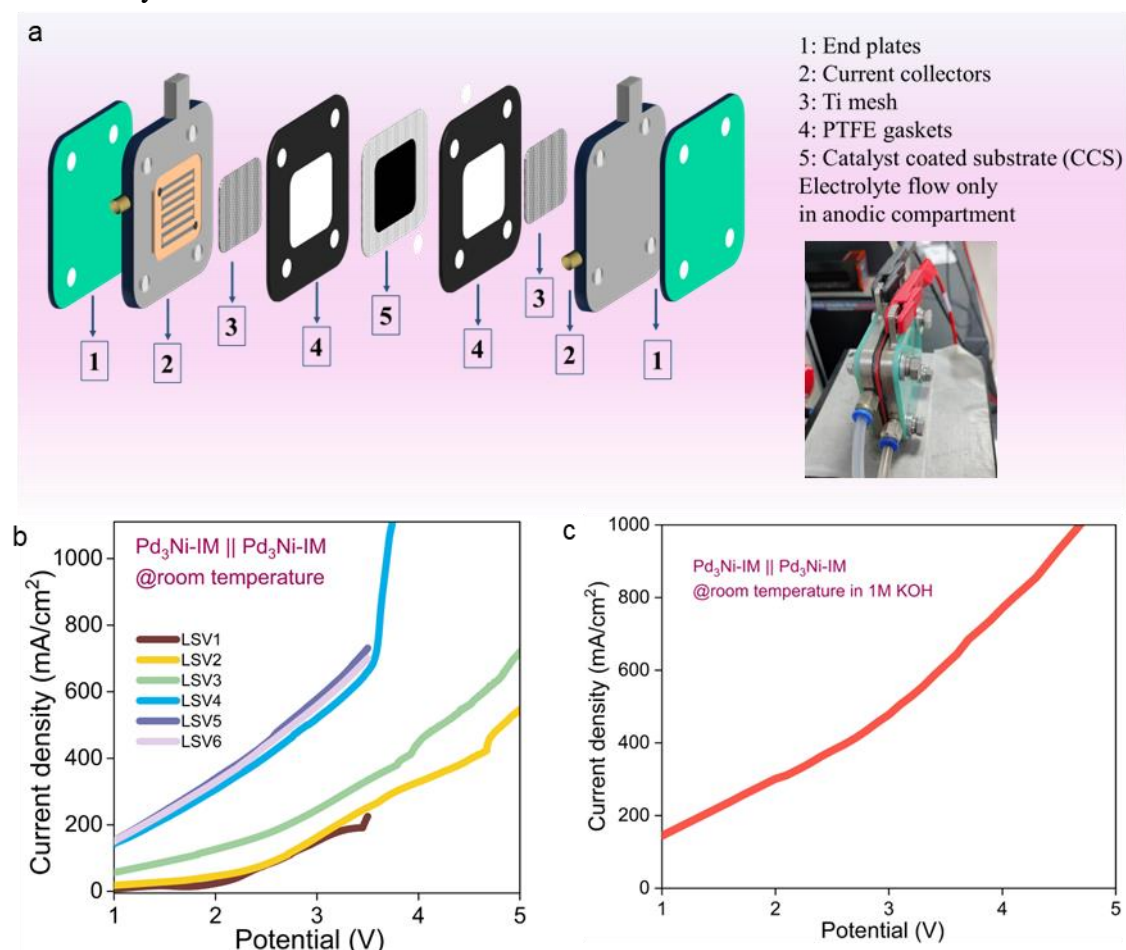 a
1: End plates
2: Current collectors
3: Ti mesh
4: PTFE gaskets
5: Catalyst coated substrate (CCS)
Electrolyte flow only
in anodic compartment
1
2
3
4
5
4
3
2
1
b
Pd₃Ni-IM || Pd₃Ni-IM
@room temperature
LSV1
LSV2
LSV3
LSV4
LSV5
LSV6
Current density (mA/cm²)
1000
800
600
400
200
0
1 2 3 4 5
Potential (V)
c
Pd₃Ni-IM || Pd₃Ni-IM
@room temperature in 1M KOH
Current density (mA/cm²)
1000
800
600
400
200
0
1 2 3 4 5
Potential (V)